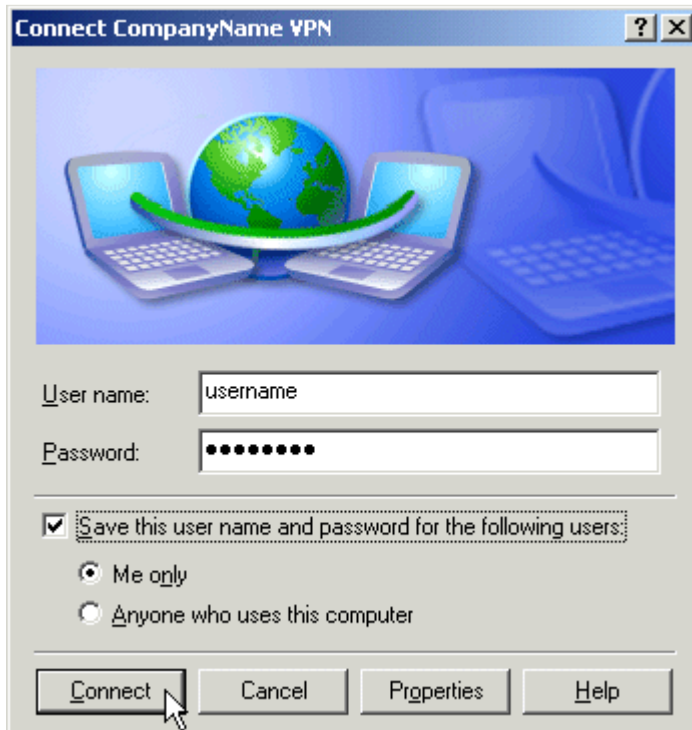 Connect CompanyName VPN
User name:
username
Password:
••••••••
Save this user name and password for the following users:
Me only
Anyone who uses this computer
Connect
Cancel
Properties
Help